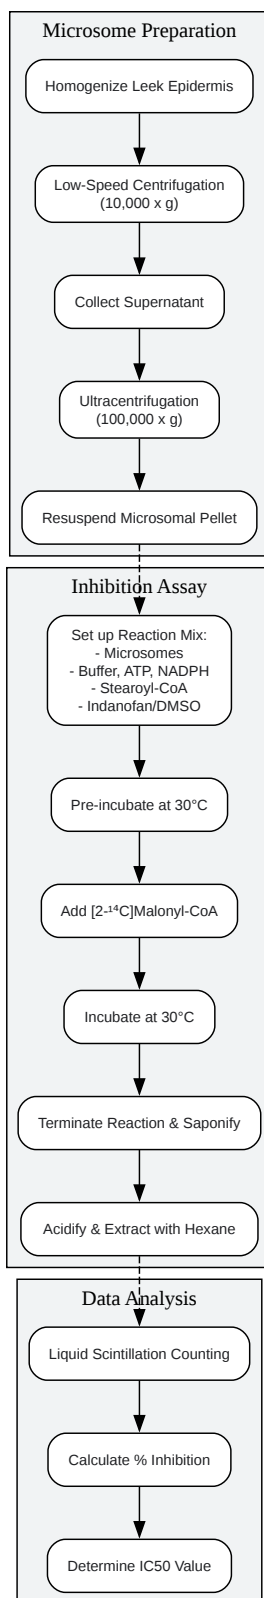 Microsome Preparation
Homogenize Leek Epidermis
Low-Speed Centrifugation
(10,000 x g)
Collect Supernatant
Ultracentrifugation
(100,000 x g)
Resuspend Microsomal Pellet
Inhibition Assay
Set up Reaction Mix:
- Microsomes
- Buffer, ATP, NADPH
- Stearoyl-CoA
- Indanofan/DMSO
Pre-incubate at 30°C
Add [2-¹⁴C]Malonyl-CoA
Incubate at 30°C
Terminate Reaction & Saponify
Acidify & Extract with Hexane
Data Analysis
Liquid Scintillation Counting
Calculate % Inhibition
Determine IC50 Value